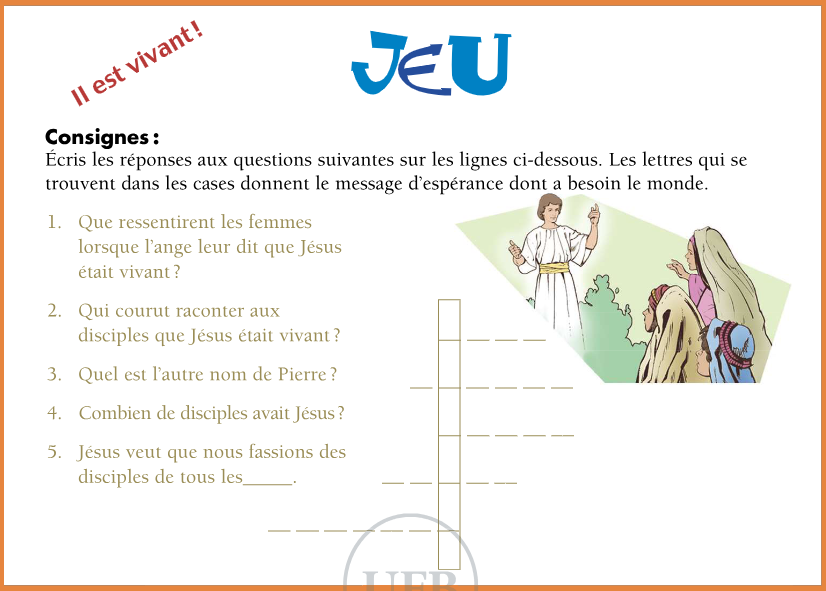 Il est vivant!
JEU
Consignes :
Écris les réponses aux questions suivantes sur les lignes ci-dessous. Les lettres qui se
trouvent dans les cases donnent le message d’espérance dont a besoin le monde.
1. Que ressentirent les femmes
lorsque l’ange leur dit que Jésus
était vivant ?
2. Qui courut raconter aux
disciples que Jésus était vivant ?
3. Quel est l’autre nom de Pierre ?
4. Combien de disciples avait Jésus ?
5. Jésus veut que nous fassions des
disciples de tous les_____.